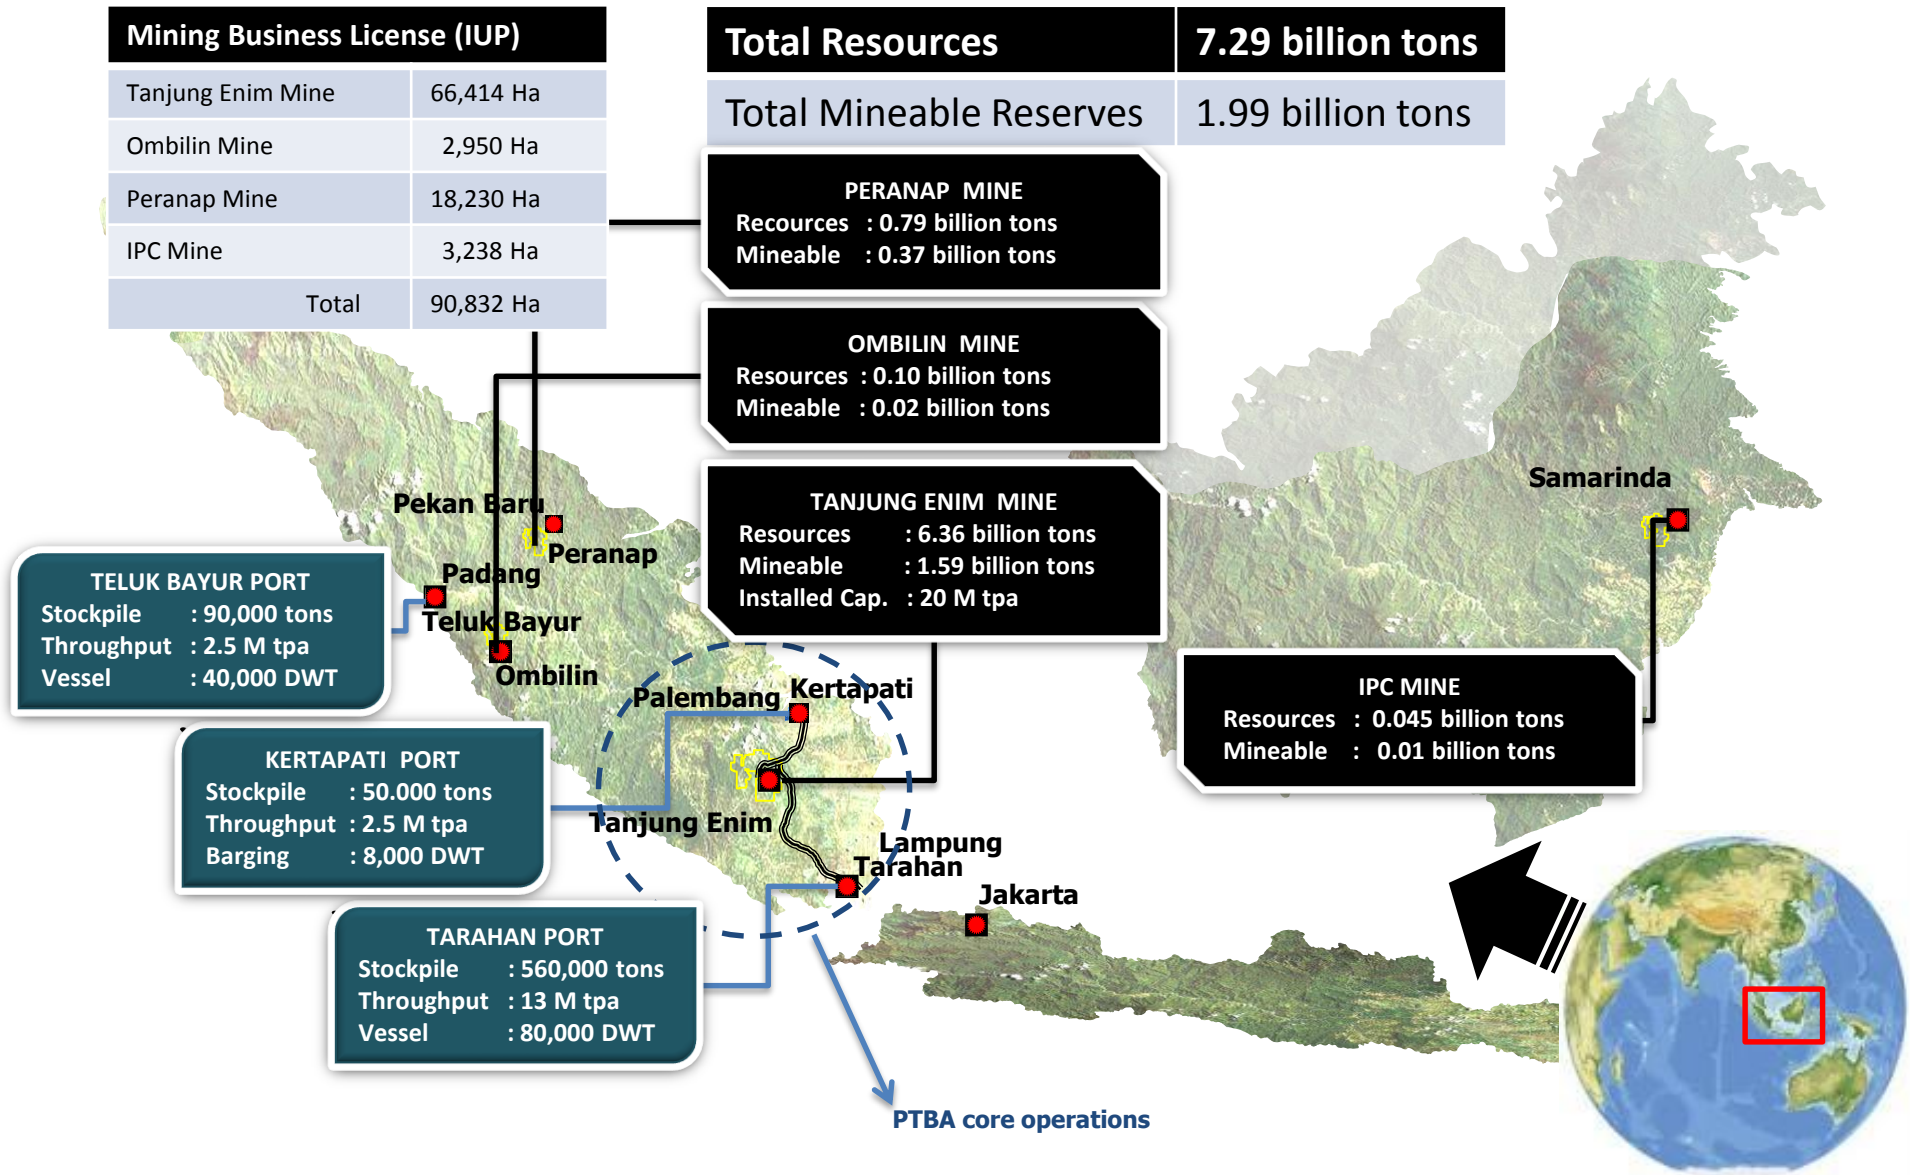 Mining Business License (IUP)
Tanjung Enim Mine 66,414 Ha
Ombilin Mine 2,950 Ha
Peranap Mine 18,230 Ha
IPC Mine 3,238 Ha
Total 90,832 Ha
Total Resources 7.29 billion tons
Total Mineable Reserves 1.99 billion tons
PERANAP MINE
Recources : 0.79 billion tons
Mineable : 0.37 billion tons
OMBILIN MINE
Resources : 0.10 billion tons
Mineable : 0.02 billion tons
TANJUNG ENIM MINE
Resources : 6.36 billion tons
Mineable : 1.59 billion tons
Installed Cap. : 20 M tpa
IPC MINE
Resources : 0.045 billion tons
Mineable : 0.01 billion tons
Samarinda
Pekan Baru
Peranap
Padang
Teluk Bayur
Ombilin
Palembang
Kertapati
Tanjung Enim
Lampung
Tarahan
Jakarta
TELUK BAYUR PORT
Stockpile : 90,000 tons
Throughput : 2.5 M tpa
Vessel : 40,000 DWT
KERTAPATI PORT
Stockpile : 50.000 tons
Throughput : 2.5 M tpa
Barging : 8,000 DWT
TARAHAN PORT
Stockpile : 560,000 tons
Throughput : 13 M tpa
Vessel : 80,000 DWT
PTBA core operations